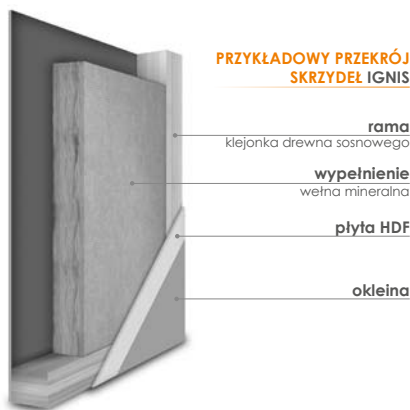 PRZYKŁADOWY PRZEKRÓJ
SKRZYDEŁ IGNIS
rama
klejonka drewna sosnowego
wypełnienie
wełna mineralna
płyta HDF
okleina